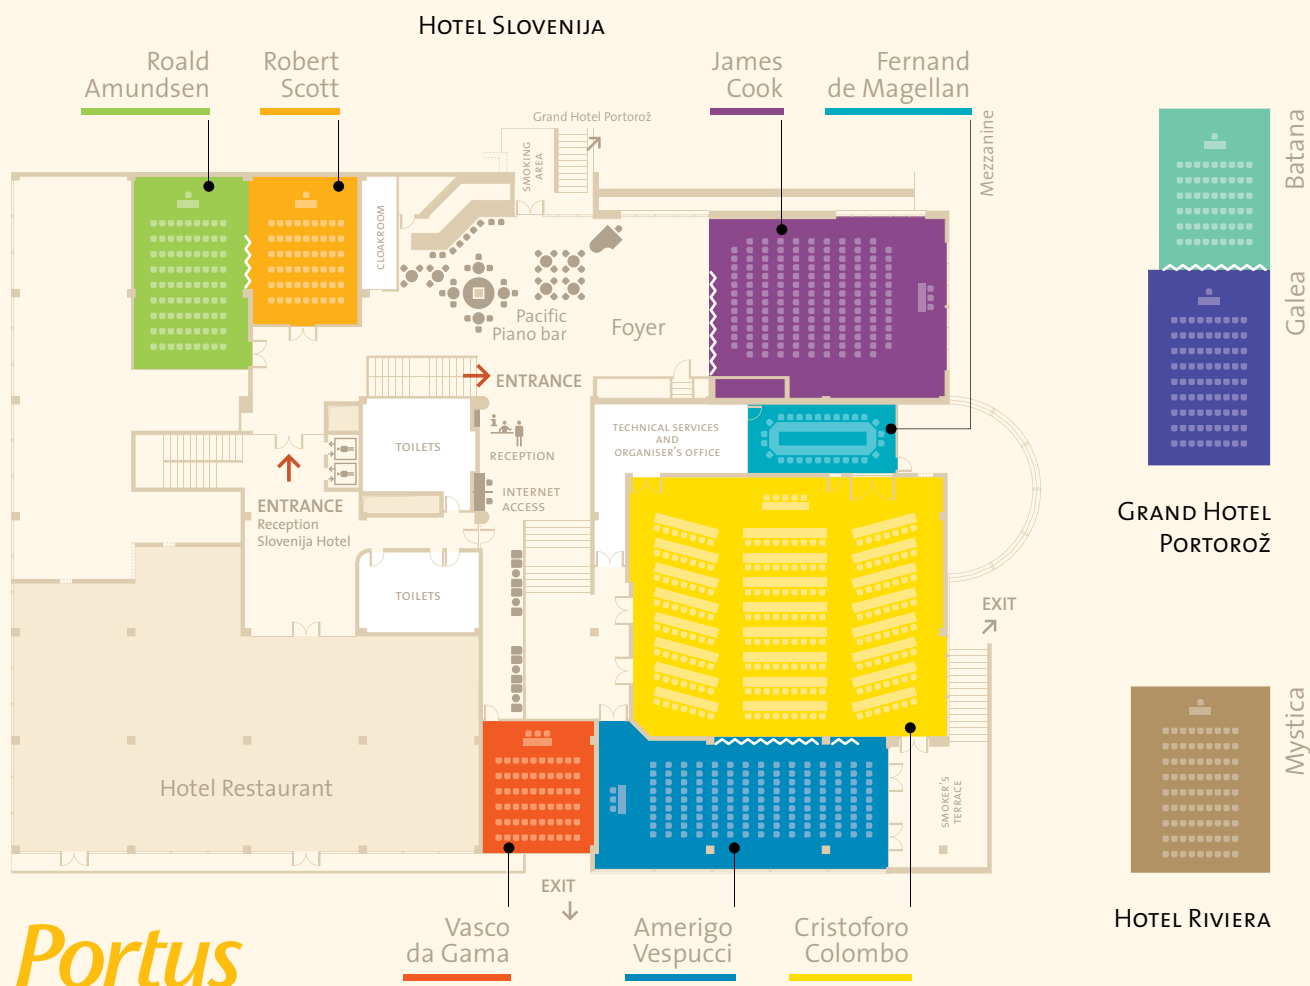 HOTEL SLOVENIJA
Roald
Amundsen
Robert
Scott
James
Cook
Fernand
de Magellan
Grand Hotel Portorož
Mezzanine
SMOKING
AREA
CLOAKROOM
Pacific
Piano bar
Foyer
ENTRANCE
TOILETS
RECEPTION
INTERNET
ACCESS
TECHNICAL SERVICES
AND
ORGANISER'S OFFICE
ENTRANCE
Reception
Slovenija Hotel
TOILETS
EXIT
Hotel Restaurant
SMOKER'S
TERRACE
EXIT
Vasco
da Gama
Amerigo
Vespucci
Cristoforo
Colombo
Portus
Batana
Galea
GRAND HOTEL
PORTOROŽ
Mystica
HOTEL RIVIERA